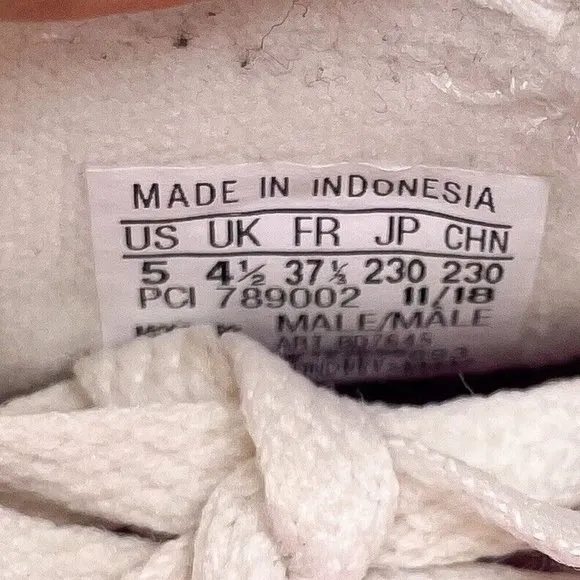 MADE IN INDONESIA
US UK FR JP CHN
5 4½ 37⅓ 230 230
PCI 789002 11/18
MALE/MÂLE
ART